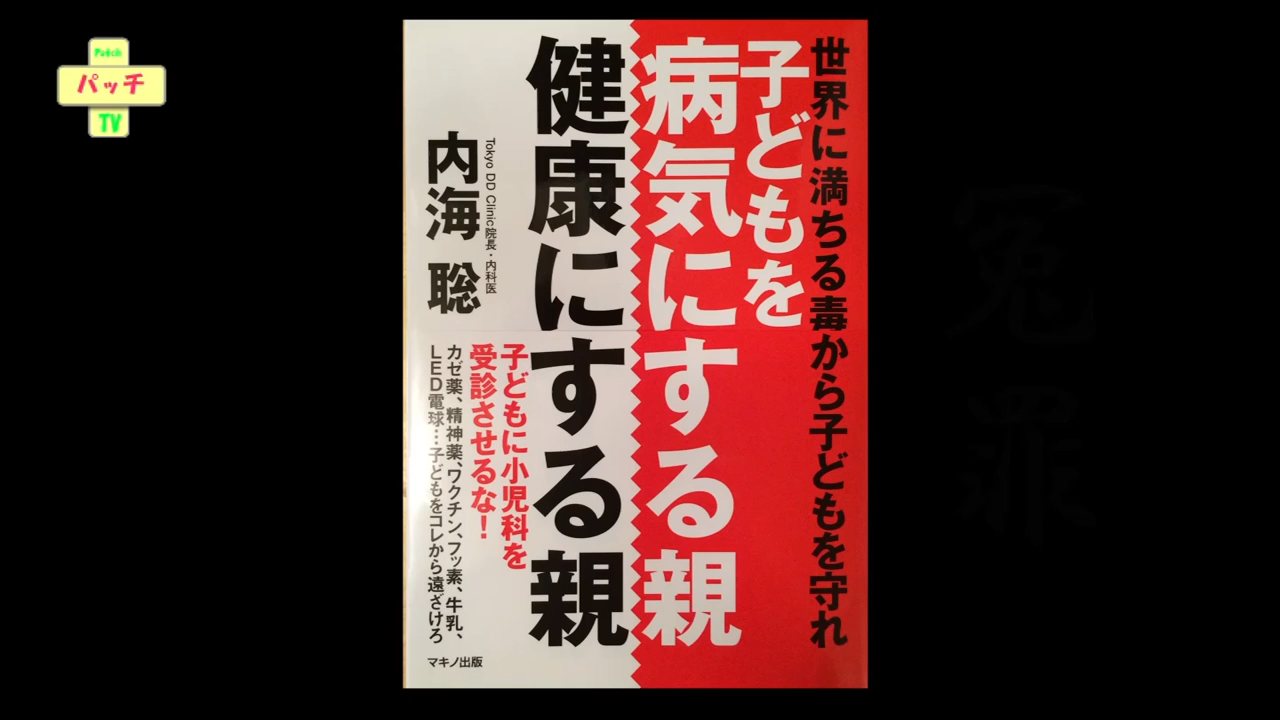 Patch
パッチ
TV
世界に満ちる毒から子どもを守れ
子どもを
病気にする親
健康にする親
Tokyo DD Clinic院長・内科医
内海 聡
子どもに小児科を
受診させるな！
カゼ薬、精神薬、ワクチン、フッ素、牛乳、
LED電球…子どもをコレから遠ざけろ
マキノ出版
冤罪